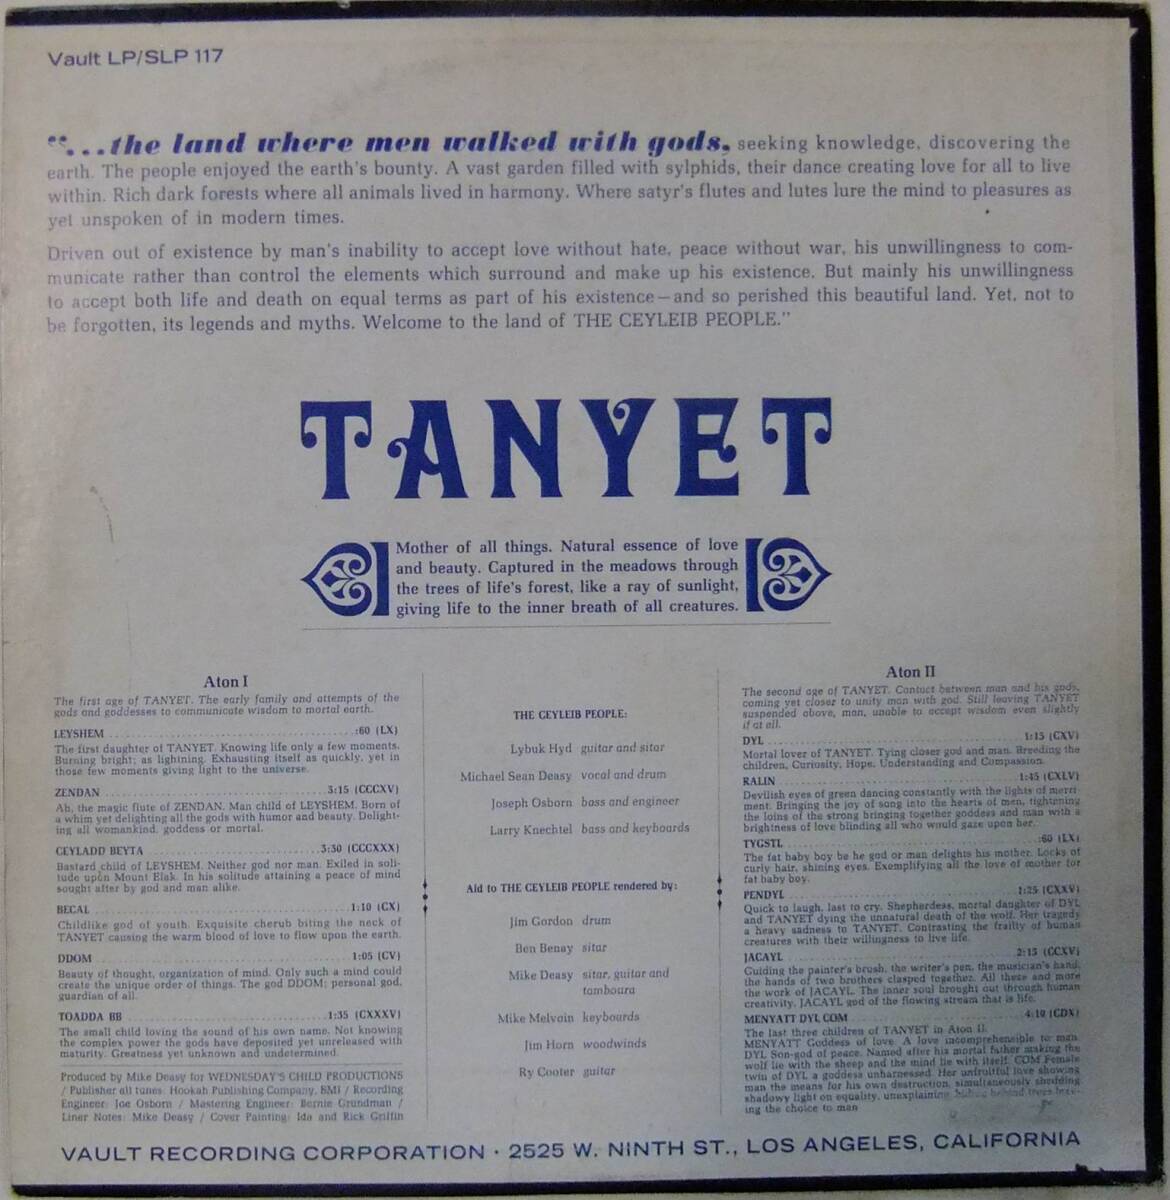 Vault LP/SLP 117
"...the land where men walked with gods, seeking knowledge, discovering the
earth. The people enjoyed the earth's bounty. A vast garden filled with sylphids, their dance creating love for all to live
within. Rich dark forests where all animals lived in harmony. Where satyr's flutes and lutes lure the mind to pleasures as
yet unspoken of in modern times.
Driven out of existence by man's inability to accept love without hate, peace without war, his unwillingness to com-
municate rather than control the elements which surround and make up his existence. But mainly his unwillingness
to accept both life and death on equal terms as part of his existence—and so perished this beautiful land. Yet, not to
be forgotten, its legends and myths. Welcome to the land of THE CEYLEIB PEOPLE."
TANYET
Mother of all things. Natural essence of love
and beauty. Captured in the meadows through
the trees of life's forest, like a ray of sunlight,
giving life to the inner breath of all creatures.
Aton I
The first age of TANYET. The early family and attempts of the
gods and goddesses to communicate wisdom to mortal earth.
LEYSHEM ..... :60 (LX)
The first daughter of TANYET. Knowing life only a few moments.
Burning bright; as lightning. Exhausting itself as quickly, yet in
those few moments giving light to the universe.
ZENDAN ..... 3:15 (CCCXV)
Ah, the magic flute of ZENDAN. Man child of LEYSHEM. Born of
a whim yet delighting all the gods with humor and beauty. Delight-
ing all womankind, goddess or mortal.
CEYLADD BEYTA ..... 3:30 (CCCXXX)
Bastard child of LEYSHEM. Neither god nor man. Exiled in soli-
tude upon Mount Elak. In his solitude attaining a peace of mind
sought after by god and man alike.
BECAL ..... 1:10 (CX)
Childlike god of youth. Exquisite cherub biting the neck of
TANYET causing the warm blood of love to flow upon the earth.
DDOM ..... 1:05 (CV)
Beauty of thought, organization of mind. Only such a mind could
create the unique order of things. The god DDOM; personal god,
guardian of all.
TOADDA BB ..... 1:35 (CXXXV)
The small child loving the sound of his own name. Not knowing
the complex power the gods have deposited yet unreleased with
maturity. Greatness yet unknown and undetermined.
Produced by Mike Deasy for WEDNESDAY'S CHILD PRODUCTIONS
/ Publisher all tunes: Hookah Publishing Company, BMI / Recording
Engineer: Joe Osborn / Mastering Engineer: Bernie Grundman /
Liner Notes: Mike Deasy / Cover Painting: Ida and Rick Griffin
THE CEYLEIB PEOPLE:
Lybuk Hyd guitar and sitar
Michael Sean Deasy vocal and drum
Joseph Osborn bass and engineer
Larry Knechtel bass and keyboards
Aid to THE CEYLEIB PEOPLE rendered by:
Jim Gordon drum
Ben Benay sitar
Mike Deasy sitar, guitar and
tamboura
Mike Melvoin keyboards
Jim Horn woodwinds
Ry Cooter guitar
Aton II
The second age of TANYET. Contact between man and his gods,
coming yet closer to unity man with god. Still leaving TANYET
suspended above, man, unable to accept wisdom even slightly
if at all.
DYL ..... 1:15 (CXV)
Mortal lover of TANYET. Tying closer god and man. Breeding the
children, Curiosity, Hope, Understanding and Compassion.
RALIN ..... 1:45 (CXLV)
Devilish eyes of green dancing constantly with the lights of merri-
ment. Bringing the joy of song into the hearts of men, tightening
the loins of the strong bringing together goddess and man with a
brightness of love blinding all who would gaze upon her.
TYGSTL ..... :60 (LX)
The fat baby boy be he god or man delights his mother. Locks of
curly hair, shining eyes. Exemplifying all the love of mother for
fat baby boy.
PENDYL ..... 1:25 (CXXV)
Quick to laugh, last to cry. Shepherdess, mortal daughter of DYL
and TANYET dying the unnatural death of the wolf. Her tragedy
a heavy sadness to TANYET. Contrasting the frailty of human
creatures with their willingness to live life.
JACAYL ..... 2:15 (CCXV)
Guiding the painter's brush, the writer's pen, the musician's hand,
the hands of two brothers clasped together. All these and more
the work of JACAYL. The inner soul brought out through human
creativity. JACAYL god of the flowing stream that is life.
MENYATT DYL COM ..... 4:10 (CDX)
The last three children of TANYET in Aton II.
MENYATT Goddess of love. A love incomprehensible to man.
DYL Son-god of peace. Named after his mortal father making the
wolf lie with the sheep and the mind lie with itself. COM Female
twin of DYL a goddess unharnessed. Her unfruitful love showing
man the means for his own destruction, simultaneously shedding
shadowy light on equality, unexplaining, hiding behind trees leav-
ing the choice to man
VAULT RECORDING CORPORATION · 2525 W. NINTH ST., LOS ANGELES, CALIFORNIA